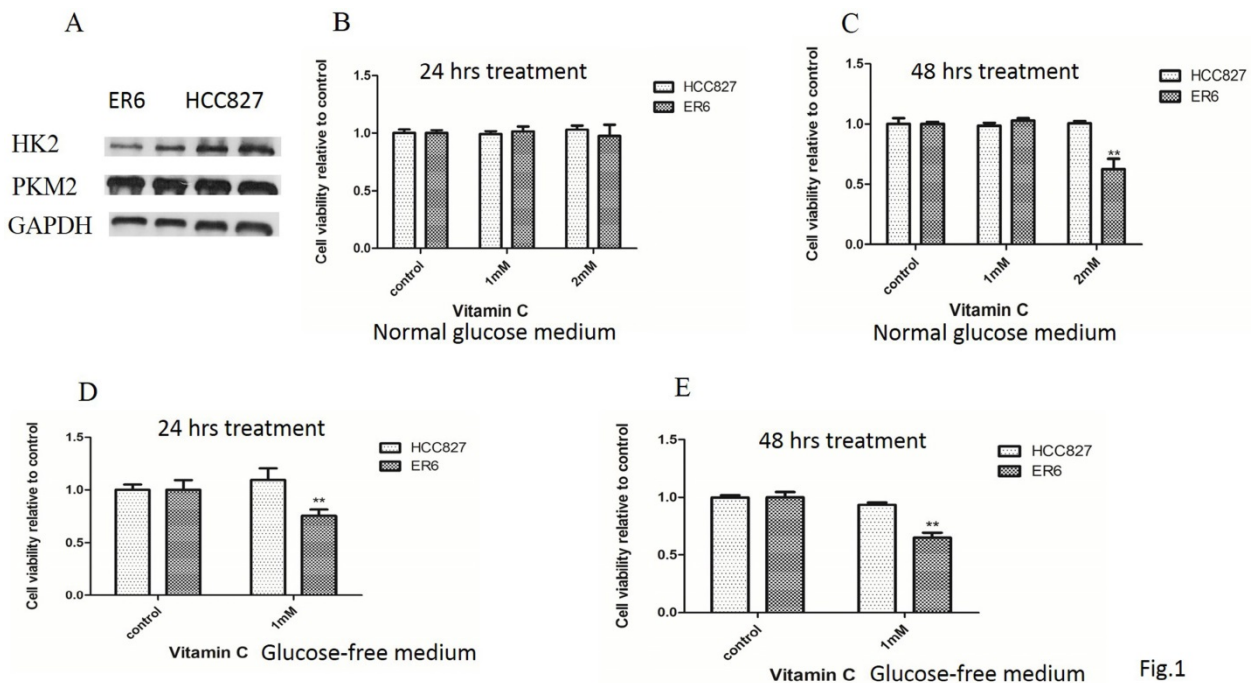 A
ER6 HCC827
HK2
PKM2
GAPDH
B
24 hrs treatment
HCC827
ER6
Cell viability relative to control
1.5
1.0
0.5
0.0
control
1mM
2mM
Vitamin C
Normal glucose medium
C
48 hrs treatment
HCC827
ER6
Cell viability relative to control
1.5
1.0
0.5
0.0
**
control
1mM
2mM
Vitamin C
Normal glucose medium
D
24 hrs treatment
HCC827
ER6
Cell viability relative to control
1.5
1.0
0.5
0.0
**
control
1mM
Vitamin C Glucose-free medium
E
48 hrs treatment
HCC827
ER6
Cell viability relative to control
1.5
1.0
0.5
0.0
**
control
1mM
Vitamin C Glucose-free medium
Fig.1